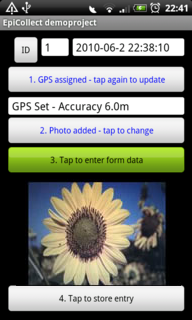 22:41
EpiCollect demoproject
ID 1 2010-06-2 22:38:10
1. GPS assigned - tap again to update
GPS Set - Accuracy 6.0m
2. Photo added - tap to change
3. Tap to enter form data
4. Tap to store entry